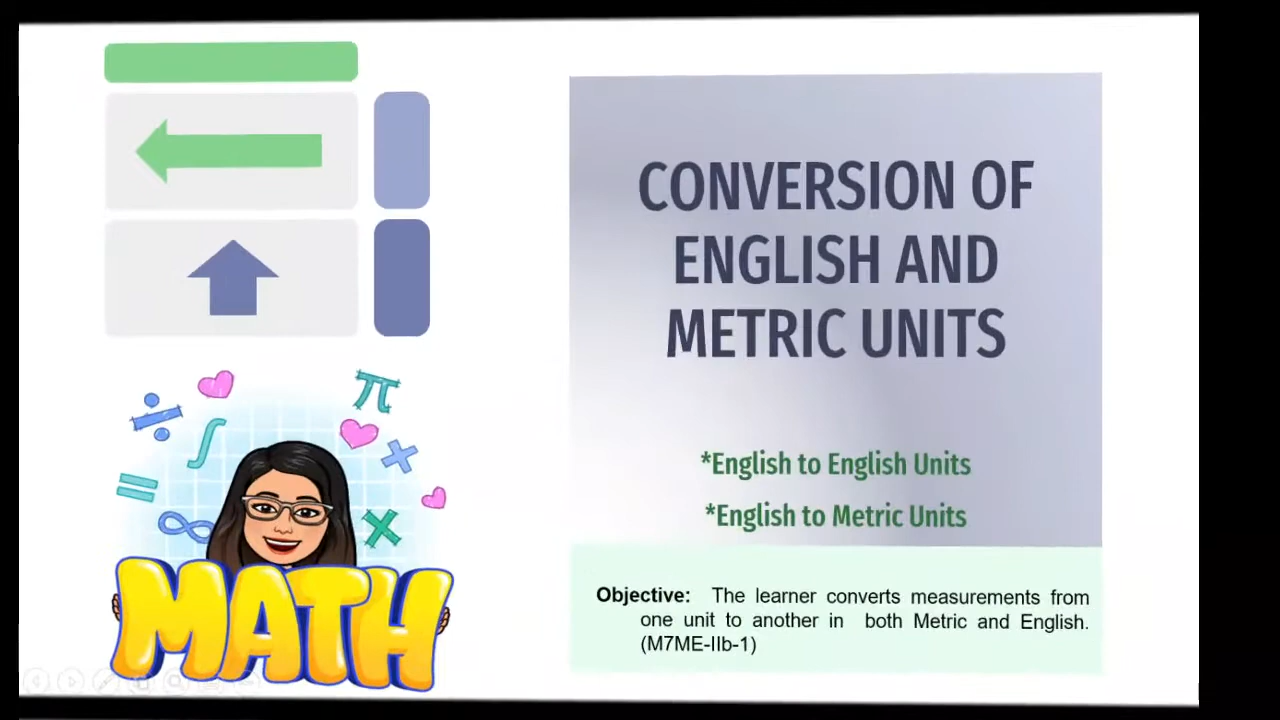 CONVERSION OF
ENGLISH AND
METRIC UNITS
*English to English Units
*English to Metric Units
Objective: The learner converts measurements from
one unit to another in both Metric and English.
(M7ME-IIb-1)
π
MATH